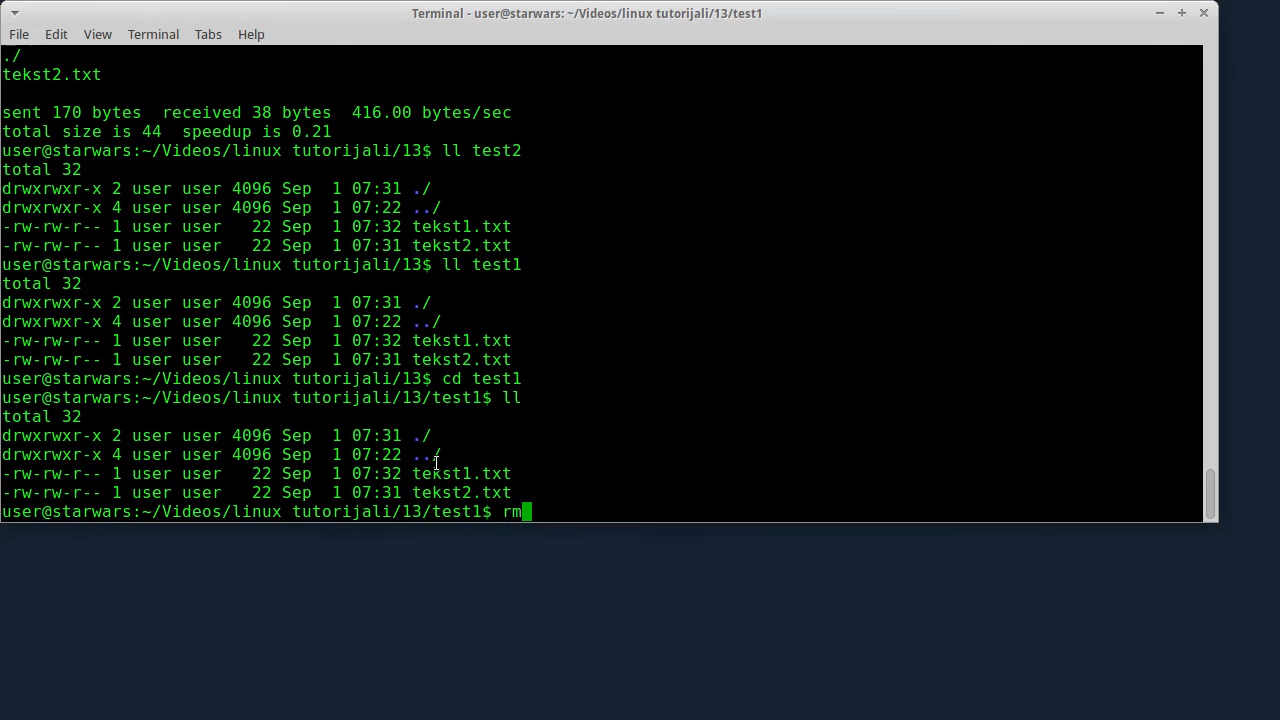 Terminal - user@starwars: ~/Videos/linux tutorijali/13/test1
File Edit View Terminal Tabs Help
./
tekst2.txt
sent 170 bytes  received 38 bytes  416.00 bytes/sec
total size is 44  speedup is 0.21
user@starwars:~/Videos/linux tutorijali/13$ ll test2
total 32
drwxrwxr-x 2 user user 4096 Sep  1 07:31 ./
drwxrwxr-x 4 user user 4096 Sep  1 07:22 ../
-rw-rw-r-- 1 user user   22 Sep  1 07:32 tekst1.txt
-rw-rw-r-- 1 user user   22 Sep  1 07:31 tekst2.txt
user@starwars:~/Videos/linux tutorijali/13$ ll test1
total 32
drwxrwxr-x 2 user user 4096 Sep  1 07:31 ./
drwxrwxr-x 4 user user 4096 Sep  1 07:22 ../
-rw-rw-r-- 1 user user   22 Sep  1 07:32 tekst1.txt
-rw-rw-r-- 1 user user   22 Sep  1 07:31 tekst2.txt
user@starwars:~/Videos/linux tutorijali/13$ cd test1
user@starwars:~/Videos/linux tutorijali/13/test1$ ll
total 32
drwxrwxr-x 2 user user 4096 Sep  1 07:31 ./
drwxrwxr-x 4 user user 4096 Sep  1 07:22 ../
-rw-rw-r-- 1 user user   22 Sep  1 07:32 tekst1.txt
-rw-rw-r-- 1 user user   22 Sep  1 07:31 tekst2.txt
user@starwars:~/Videos/linux tutorijali/13/test1$ rm